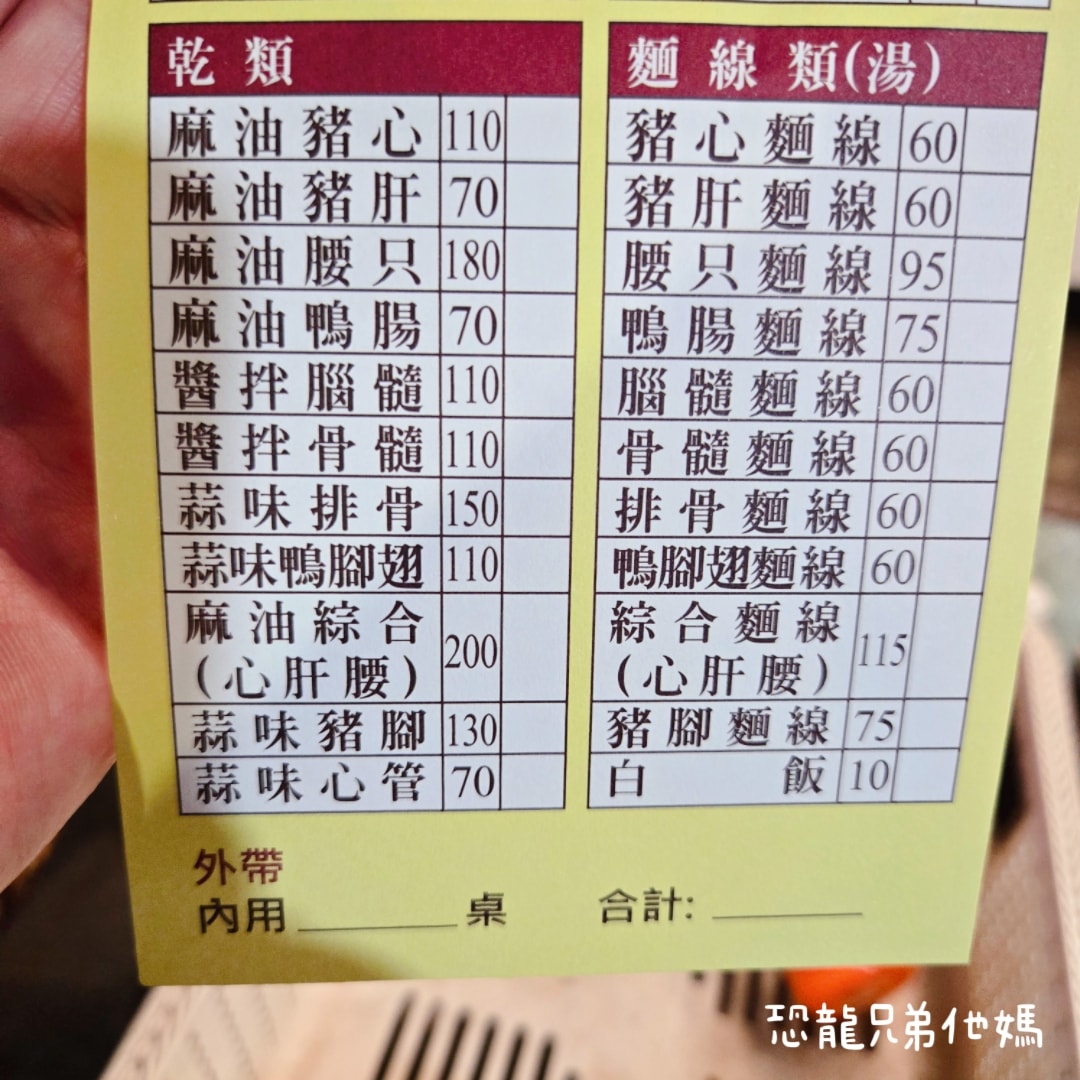 乾類
麻油豬心 110
麻油豬肝 70
麻油腰只 180
麻油鴨腸 70
醬拌腦髓 110
醬拌骨髓 110
蒜味排骨 150
蒜味鴨腳翅 110
麻油綜合
(心肝腰) 200
蒜味豬腳 130
蒜味心管 70
麵線類(湯)
豬心麵線 60
豬肝麵線 60
腰只麵線 95
鴨腸麵線 75
腦髓麵線 60
骨髓麵線 60
排骨麵線 60
鴨腳翅麵線 60
綜合麵線
(心肝腰) 115
豬腳麵線 75
白飯 10
外帶
內用______桌 合計:______
恐龍兄弟他媽